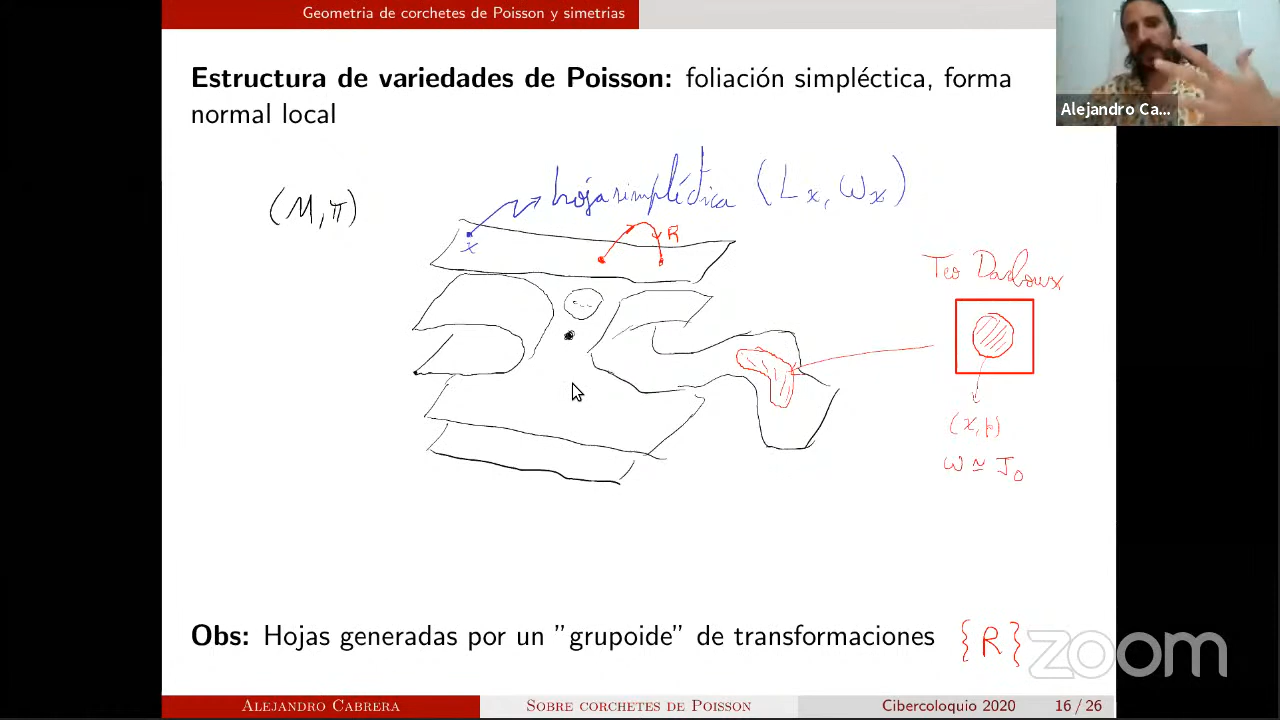 Geometria de corchetes de Poisson y simetrias
Estructura de variedades de Poisson: foliación simpléctica, forma
normal local
Alejandro Ca...
(M,π)
hoja simpléctica (Lx, ωx)
x
R
Teo Darboux
(x,p)
ω ≃ J0
Obs: Hojas generadas por un "grupoide" de transformaciones {R}
zoom
Alejandro Cabrera
Sobre corchetes de Poisson
Cibercoloquio 2020
16 / 26